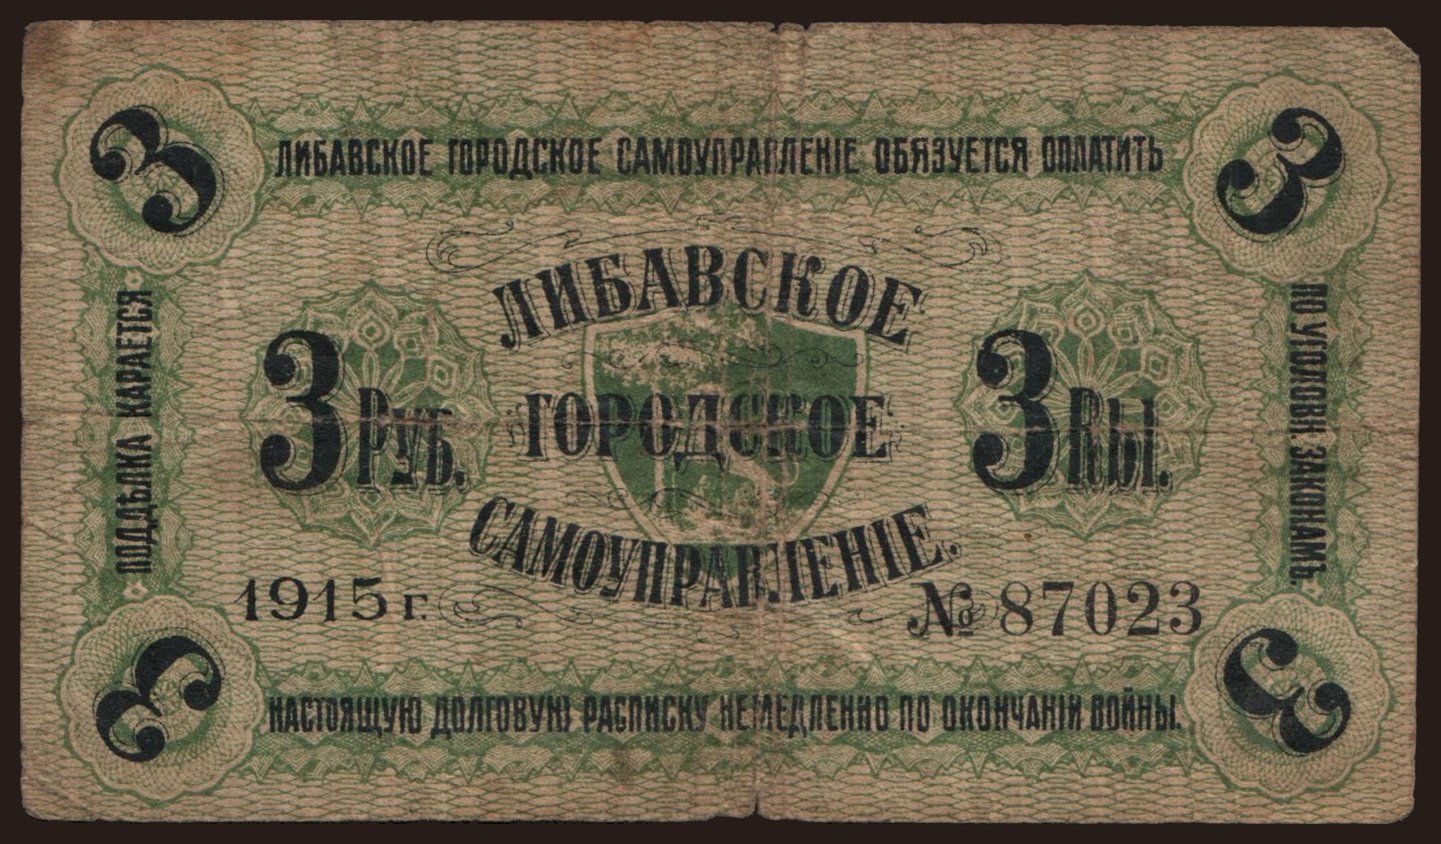 3
3
ЛИБАВСКОЕ ГОРОДСКОЕ САМОУПРАВЛЕНІЕ ОБЯЗУЕТСЯ ОПЛАТИТЬ
ПОДДѢЛКА КАРАЕТСЯ
ПО УГОЛОВН. ЗАКОНАМЪ.
ЛИБАВСКОЕ
3 РУБ.
ГОРОДСКОЕ
3 RЫ.
САМОУПРАВЛЕНІЕ.
1915 г.
№ 87023
3
3
НАСТОЯЩУЮ ДОЛГОВУЮ РАСПИСКУ НЕМЕДЛЕННО ПО ОКОНЧАНІИ ВОЙНЫ.